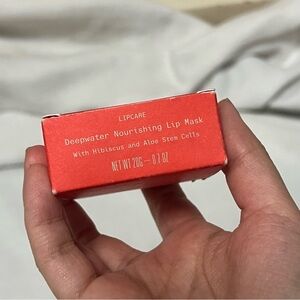 LIPCARE
Deepwater Nourishing Lip Mask
With Hibiscus and Aloe Stem Cells
NET WT 20G — 0.7 OZ